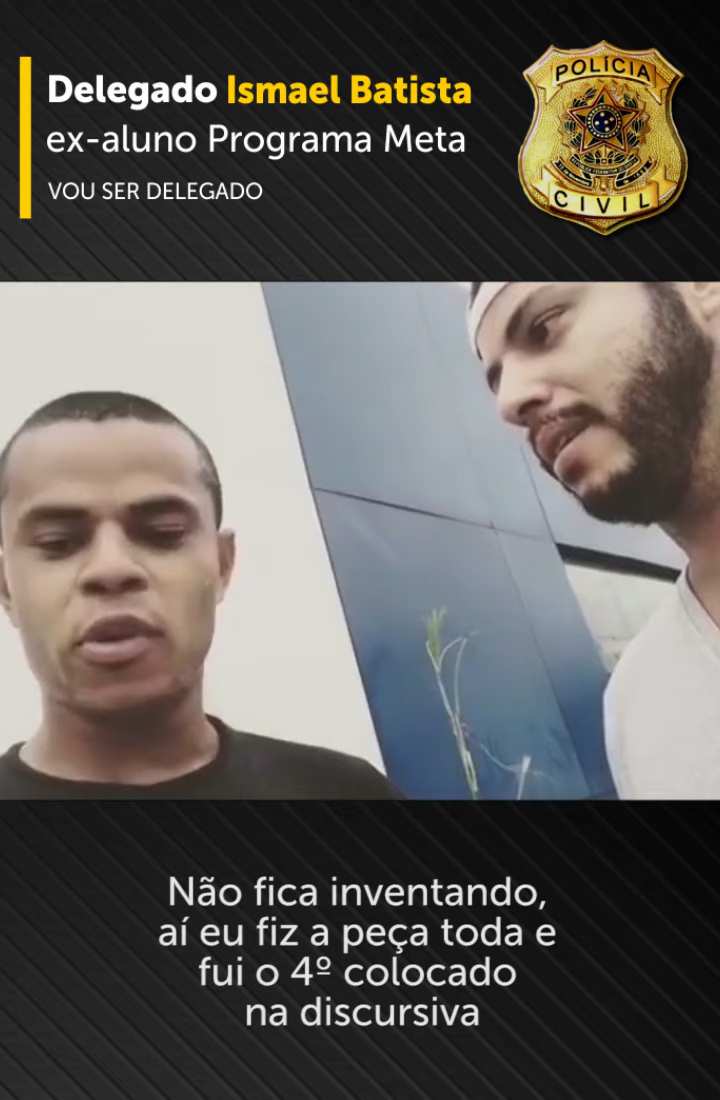 Delegado Ismael Batista
ex-aluno Programa Meta
VOU SER DELEGADO
POLÍCIA
CIVIL
Não fica inventando,
aí eu fiz a peça toda e
fui o 4º colocado
na discursiva